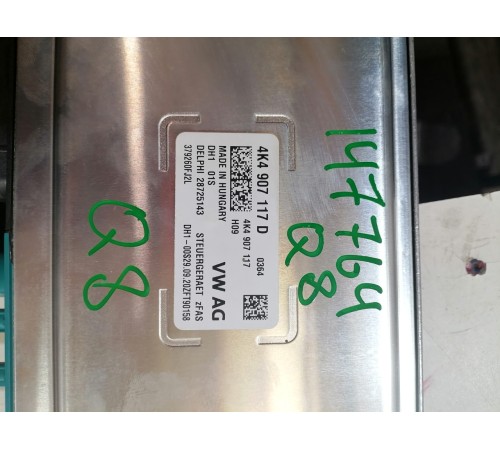 4K4 907 117 D
0364
4K4 907 117
H09
VW AG
MADE IN HUNGARY
DH1 01S
STEUERGERAET zFAS
DELPHI 28725143
DH1-00S29.09.20ZFT90158
379260FJ2L
147764
Q8
Q8